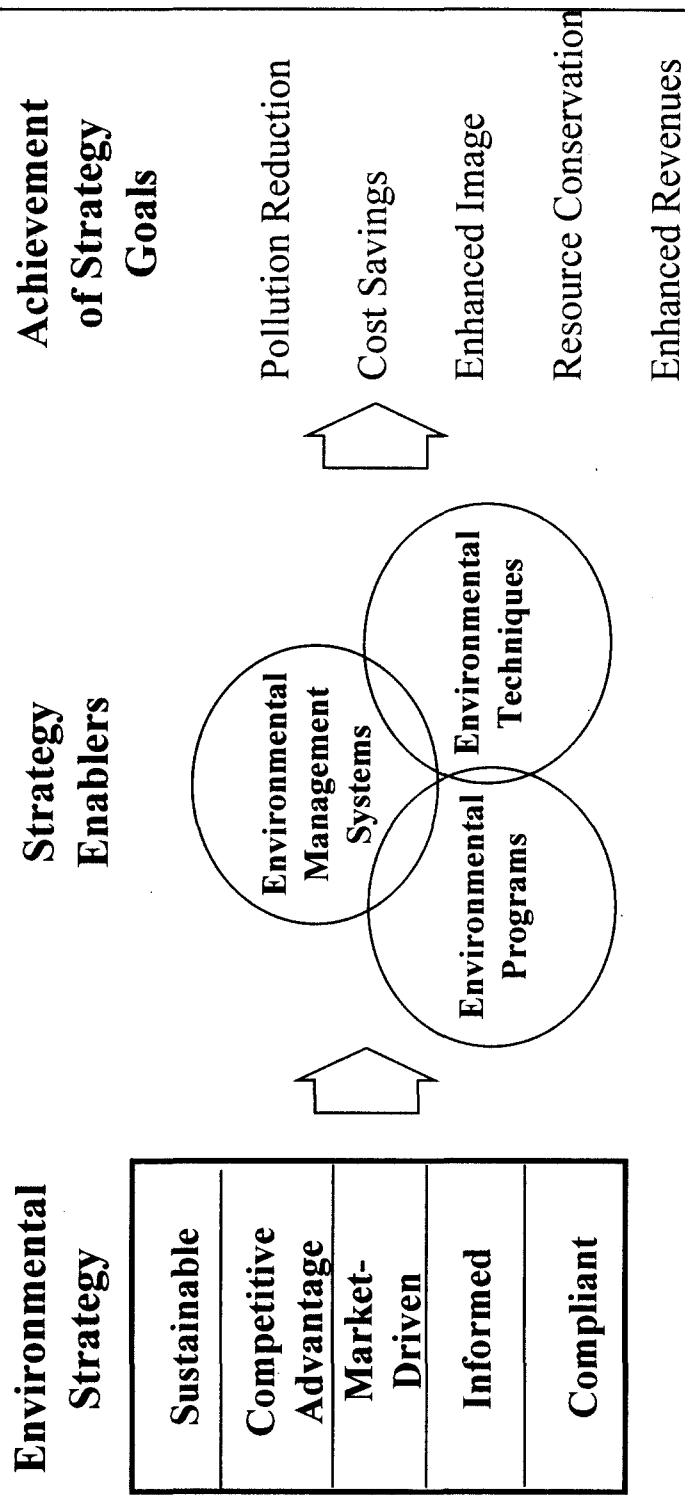 Environmental
Strategy
Sustainable
Competitive
Advantage
Market-
Driven
Informed
Compliant
Strategy
Enablers
Environmental
Management
Systems
Environmental
Programs
Environmental
Techniques
Achievement
of Strategy
Goals
Pollution Reduction
Cost Savings
Enhanced Image
Resource Conservation
Enhanced Revenues